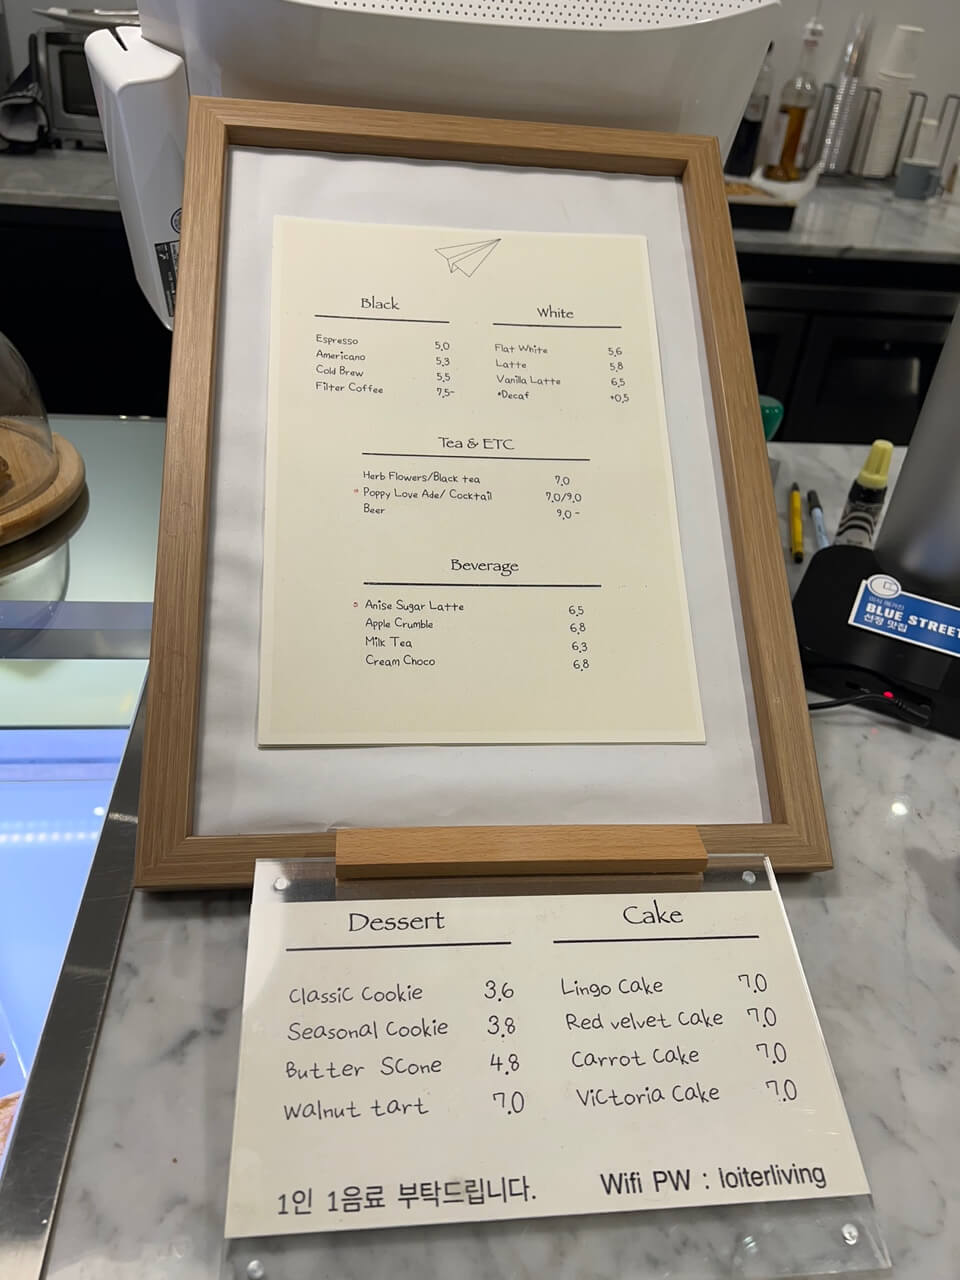 Black
Espresso 5.0
Americano 5.3
Cold Brew 5.5
Filter Coffee 7.5~
White
Flat White 5.6
Latte 5.8
Vanilla Latte 6.5
*Decaf +0.5
Tea & ETC
Herb Flowers/Black tea 7.0
Poppy Love Ade/ Cocktail 7.0/9.0
Beer 9.0 ~
Beverage
Anise Sugar Latte 6.5
Apple Crumble 6.8
Milk Tea 6.3
Cream Choco 6.8
BLUE STREET
선정 맛집
Dessert
Classic Cookie 3.6
Seasonal Cookie 3.8
Butter Scone 4.8
Walnut tart 7.0
Cake
Lingo Cake 7.0
Red velvet Cake 7.0
Carrot Cake 7.0
Victoria Cake 7.0
1인 1음료 부탁드립니다.
Wifi PW : loiterliving